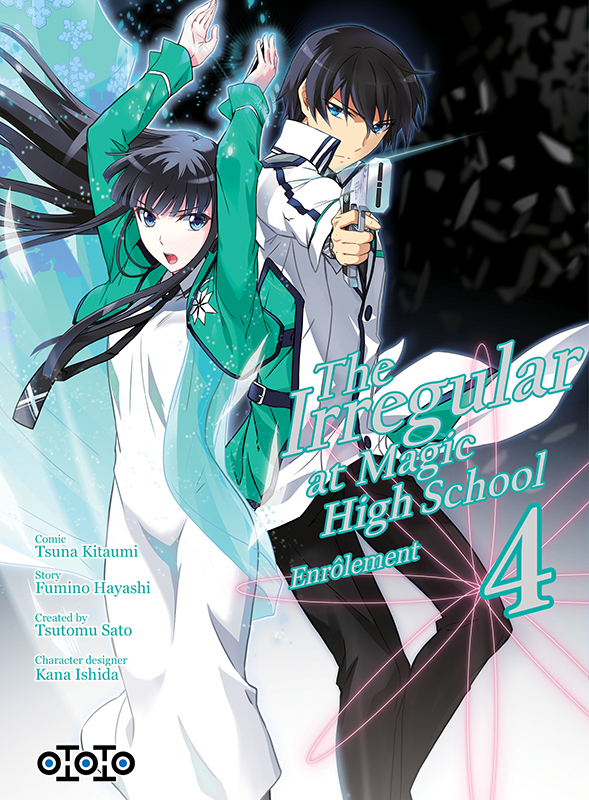 The
Irregular
at Magic
High School
Enrôlement
4
Comic
Tsuna Kitaumi
Story
Fumino Hayashi
Created by
Tsutomu Sato
Character designer
Kana Ishida
OTOTO